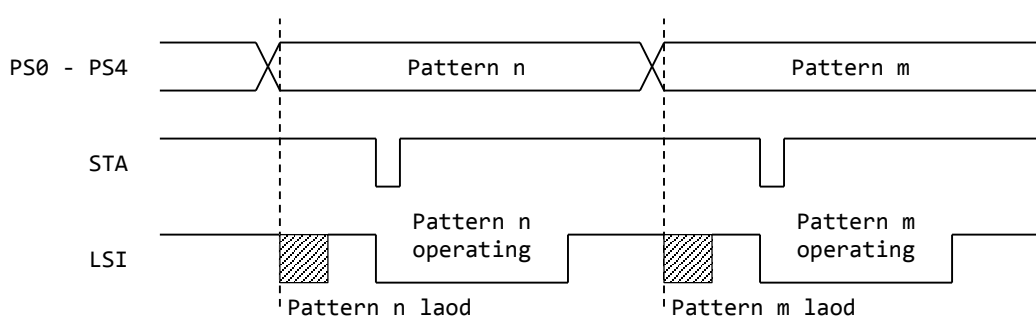 PS0 - PS4
Pattern n
Pattern m
STA
Pattern n
operating
Pattern m
operating
LSI
Pattern n laod
Pattern m laod